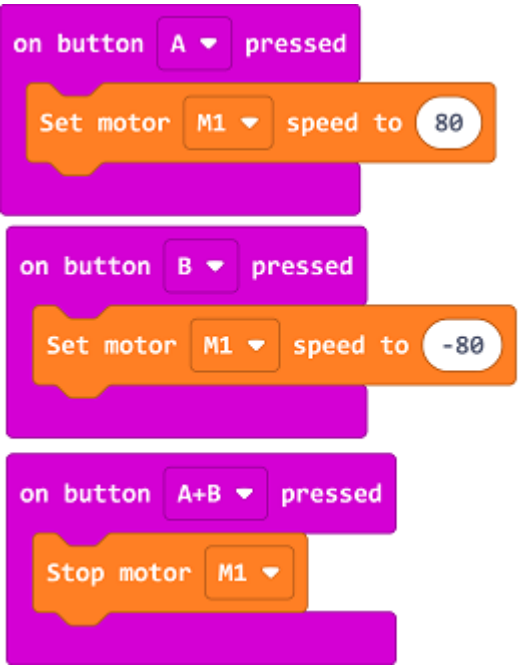 on button A pressed
Set motor M1 speed to 80
on button B pressed
Set motor M1 speed to -80
on button A+B pressed
Stop motor M1